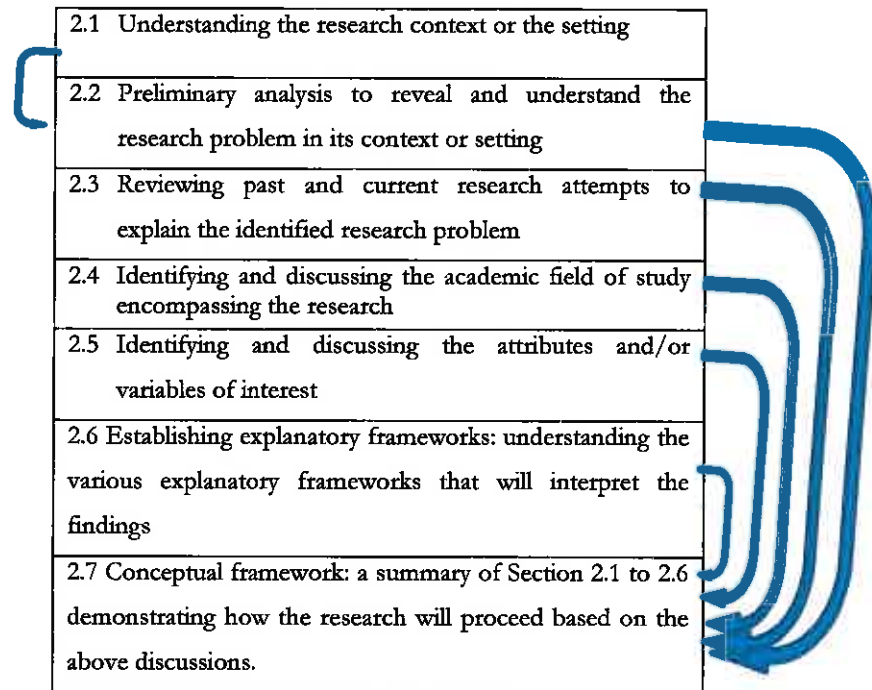 2.1 Understanding the research context or the setting
2.2 Preliminary analysis to reveal and understand the
research problem in its context or setting
2.3 Reviewing past and current research attempts to
explain the identified research problem
2.4 Identifying and discussing the academic field of study
encompassing the research
2.5 Identifying and discussing the attributes and/or
variables of interest
2.6 Establishing explanatory frameworks: understanding the
various explanatory frameworks that will interpret the
findings
2.7 Conceptual framework: a summary of Section 2.1 to 2.6
demonstrating how the research will proceed based on the
above discussions.